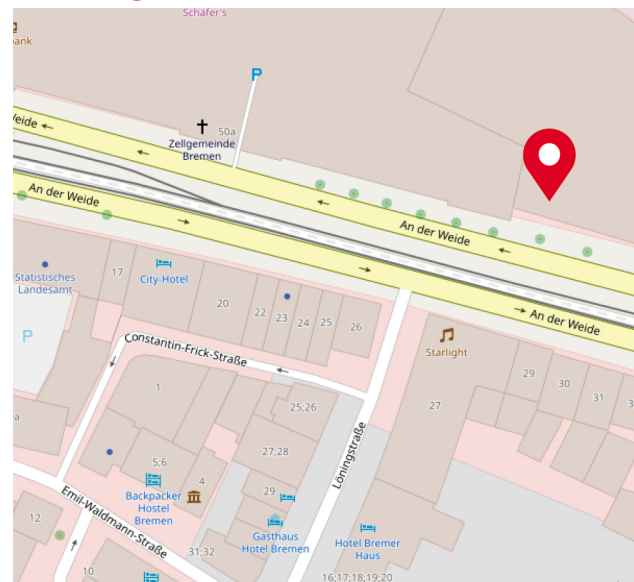 Schäfer's
ank
P
50a
Zellgemeinde
Bremen
eide
An der Weide
An der Weide
An der Weide
Statistisches
Landesamt
17
City-Hotel
20
22
23
24
25
26
Starlight
P
Constantin-Frick-Straße
29
30
31
3
1
25;26
27
a
27;28
Löningstraße
5;6
4
29
Backpacker
Hostel
Bremen
Emil-Waldmann-Straße
12
Gasthaus
Hotel Bremen
Hotel Bremer
Haus
31;32
10
16;17;18;19;20